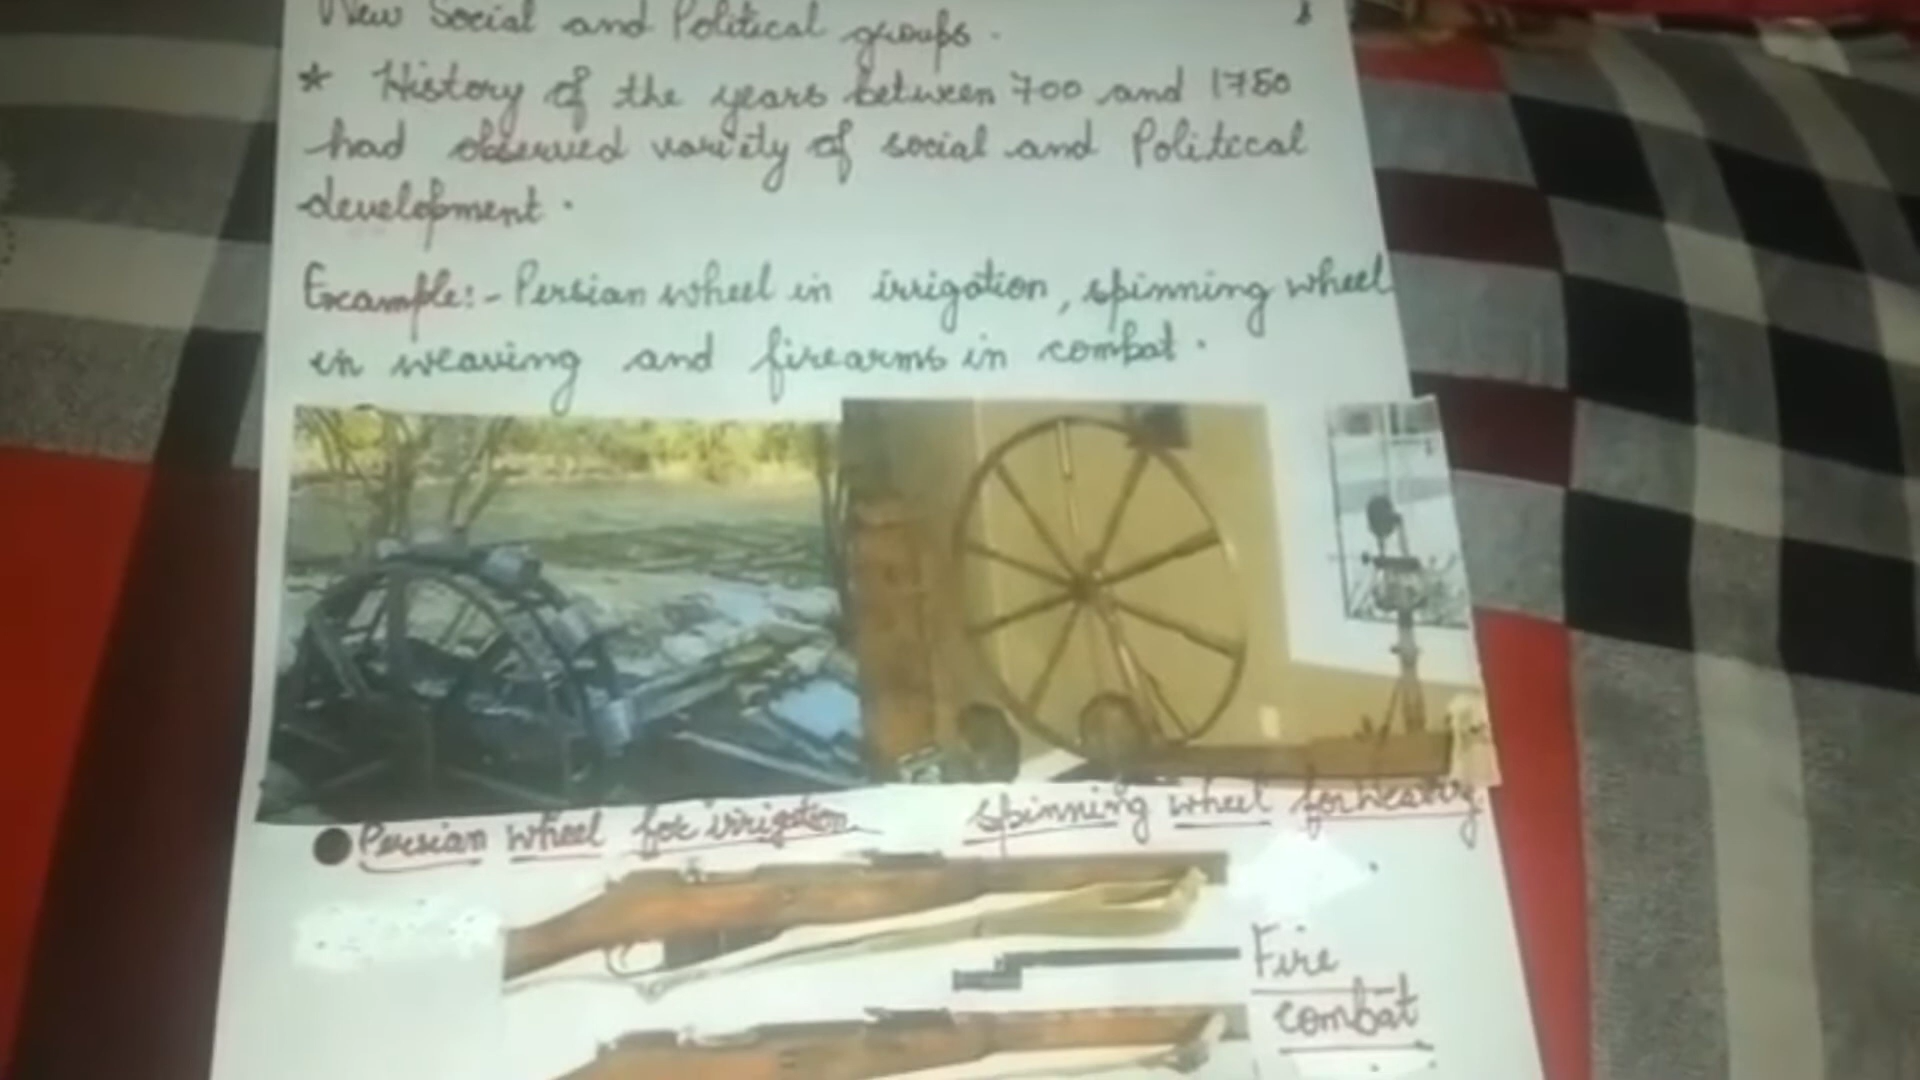 New Social and Political groups.
* History of the years between 700 and 1750
had observed variety of social and Political
development.
Example:- Persian wheel in irrigation, spinning wheel
in weaving and firearms in combat.
Persian wheel for irrigation spinning wheel for
Fire
combat